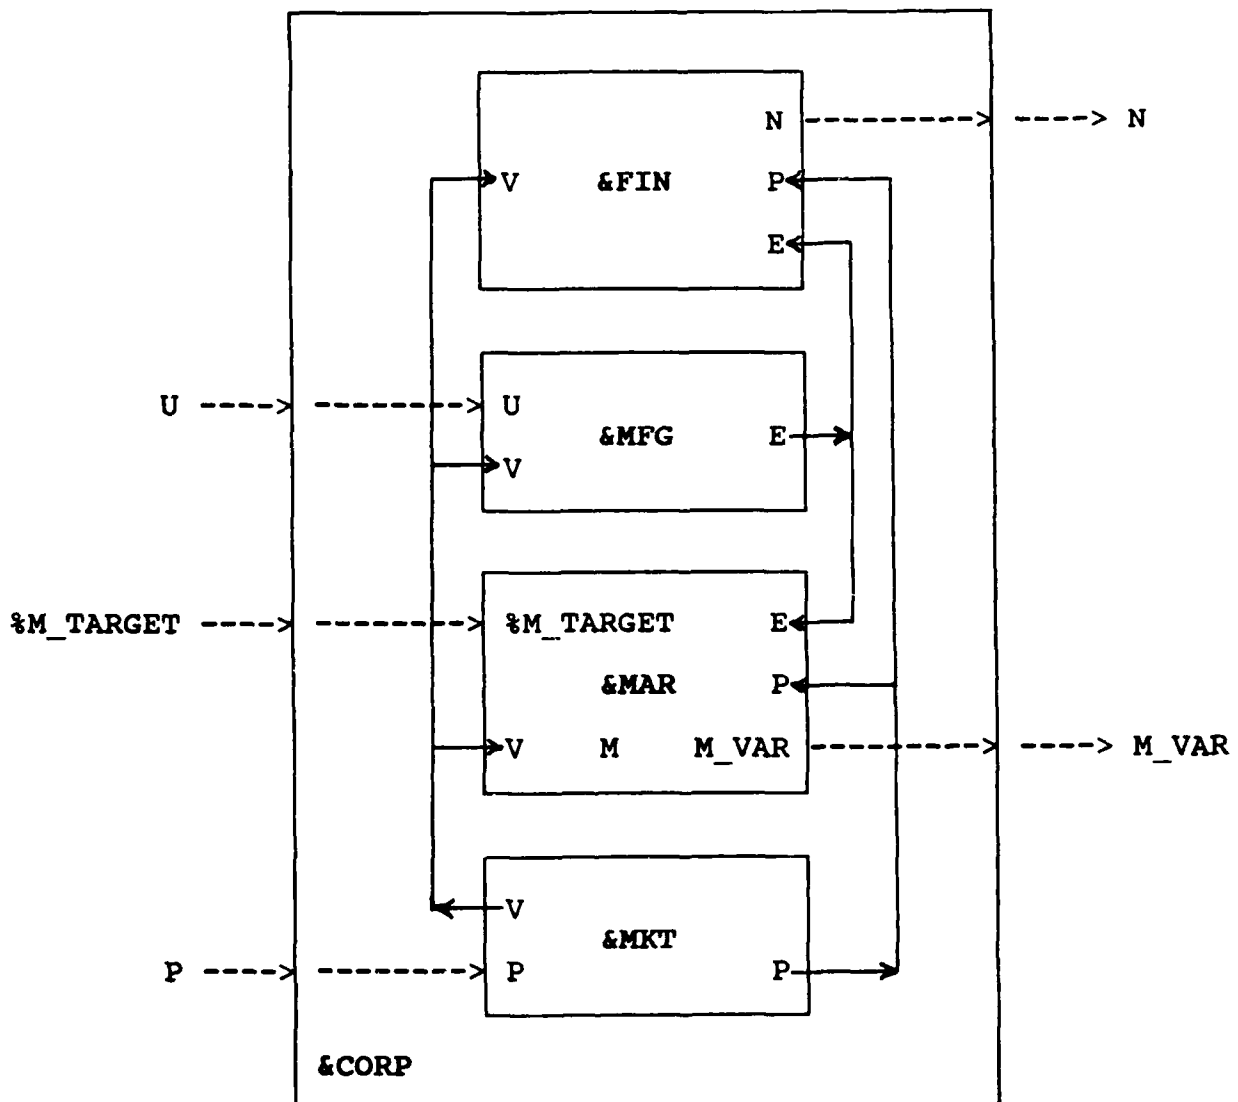 N N
V &FIN P
E
U U
&MFG E
V
%M_TARGET %M_TARGET E
&MAR P
V M M_VAR M_VAR
V
&MKT
P P P
&CORP